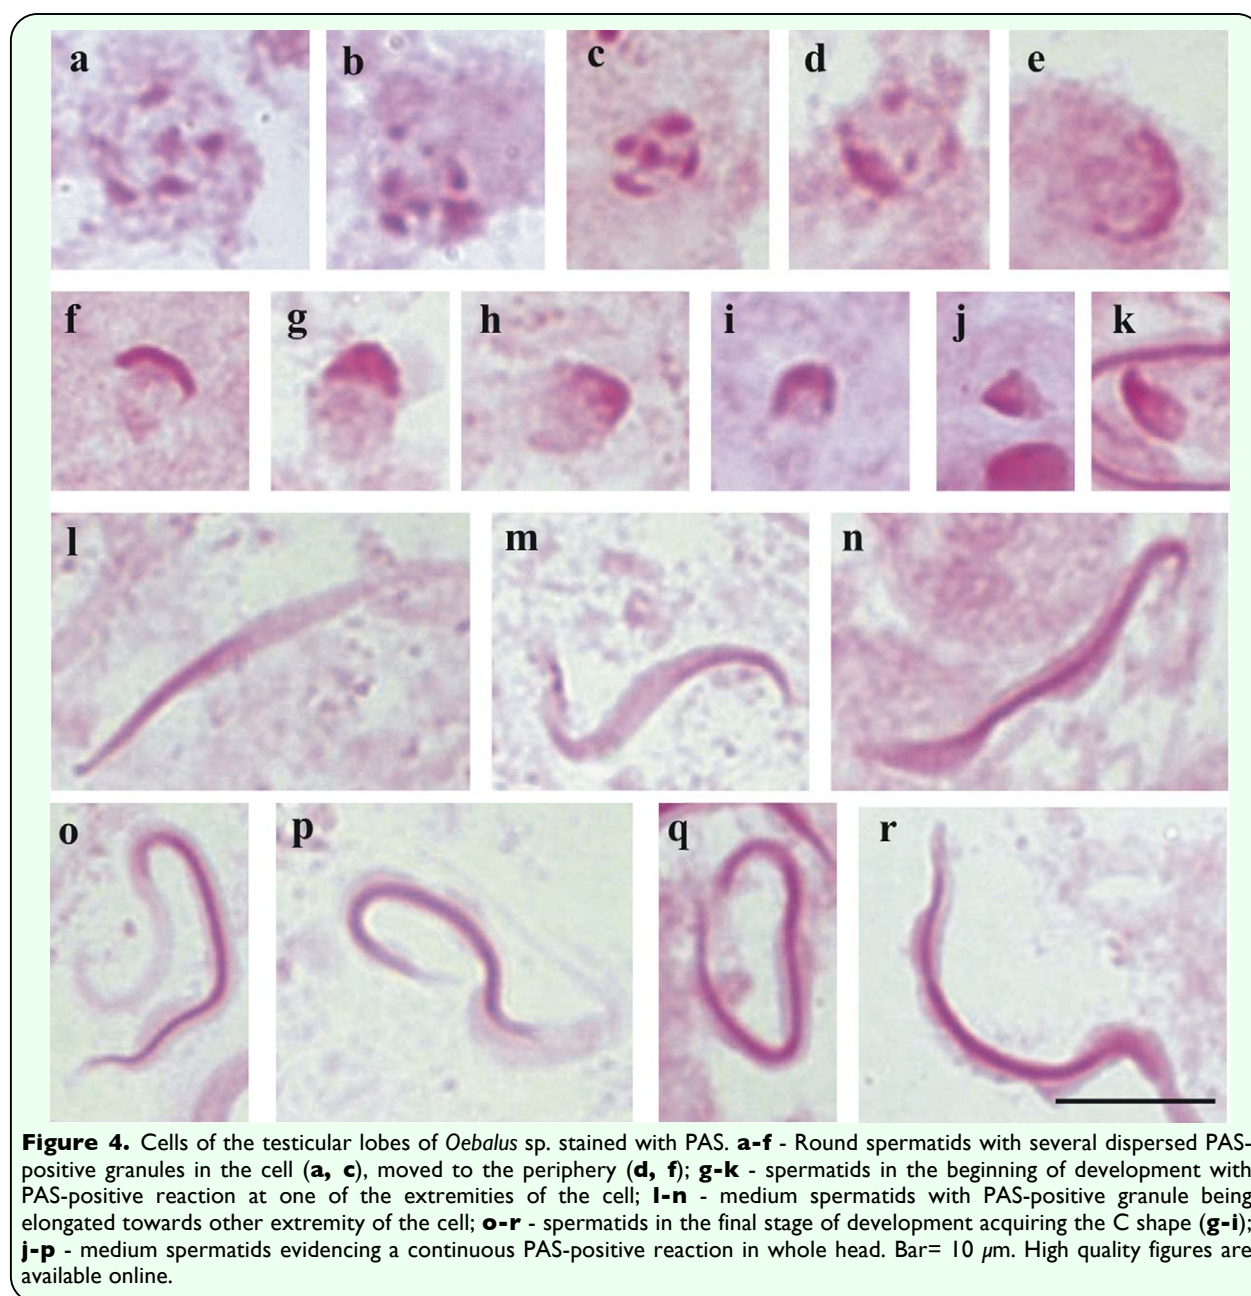 a b c d e
f g h i j k
l m n
o p q r
Figure 4. Cells of the testicular lobes of Oebalus sp. stained with PAS. a-f - Round spermatids with several dispersed PAS-
positive granules in the cell (a, c), moved to the periphery (d, f); g-k - spermatids in the beginning of development with
PAS-positive reaction at one of the extremities of the cell; l-n - medium spermatids with PAS-positive granule being
elongated towards other extremity of the cell; o-r - spermatids in the final stage of development acquiring the C shape (g-i);
j-p - medium spermatids evidencing a continuous PAS-positive reaction in whole head. Bar= 10 µm. High quality figures are
available online.